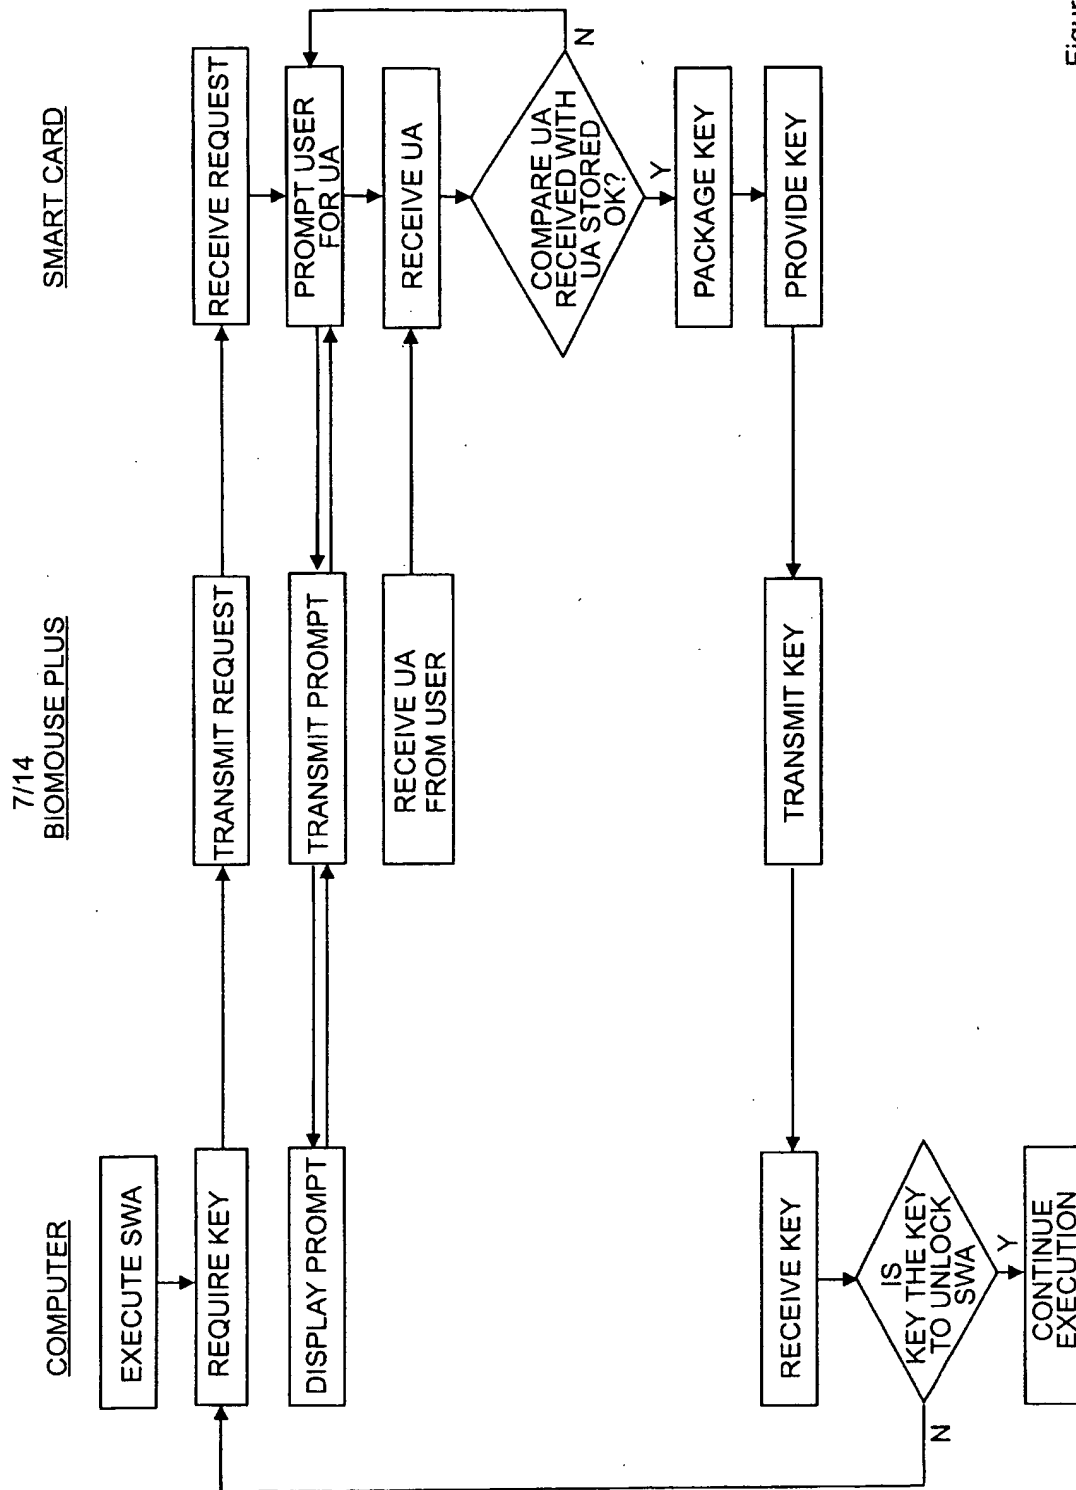 7/14
COMPUTER
BIOMOUSE PLUS
SMART CARD
EXECUTE SWA
REQUIRE KEY
TRANSMIT REQUEST
RECEIVE REQUEST
DISPLAY PROMPT
TRANSMIT PROMPT
PROMPT USER
FOR UA
RECEIVE UA
FROM USER
RECEIVE UA
COMPARE UA
RECEIVED WITH
UA STORED
OK?
N
Y
PACKAGE KEY
PROVIDE KEY
TRANSMIT KEY
RECEIVE KEY
IS
KEY THE KEY
TO UNLOCK
SWA
N
Y
CONTINUE
EXECUTION